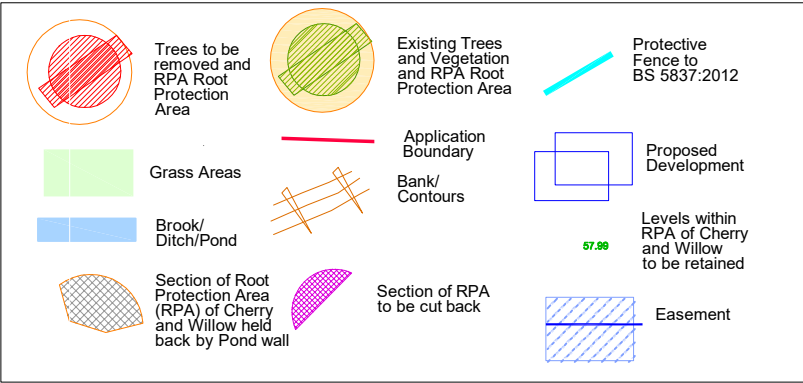 Trees to be
removed and
RPA Root
Protection
Area
Existing Trees
and Vegetation
and RPA Root
Protection Area
Protective
Fence to
BS 5837:2012
Grass Areas
Application
Boundary
Proposed
Development
Brook/
Ditch/Pond
Bank/
Contours
57.99
Levels within
RPA of Cherry
and Willow
to be retained
Section of Root
Protection Area
(RPA) of Cherry
and Willow held
back by Pond wall
Section of RPA
to be cut back
Easement